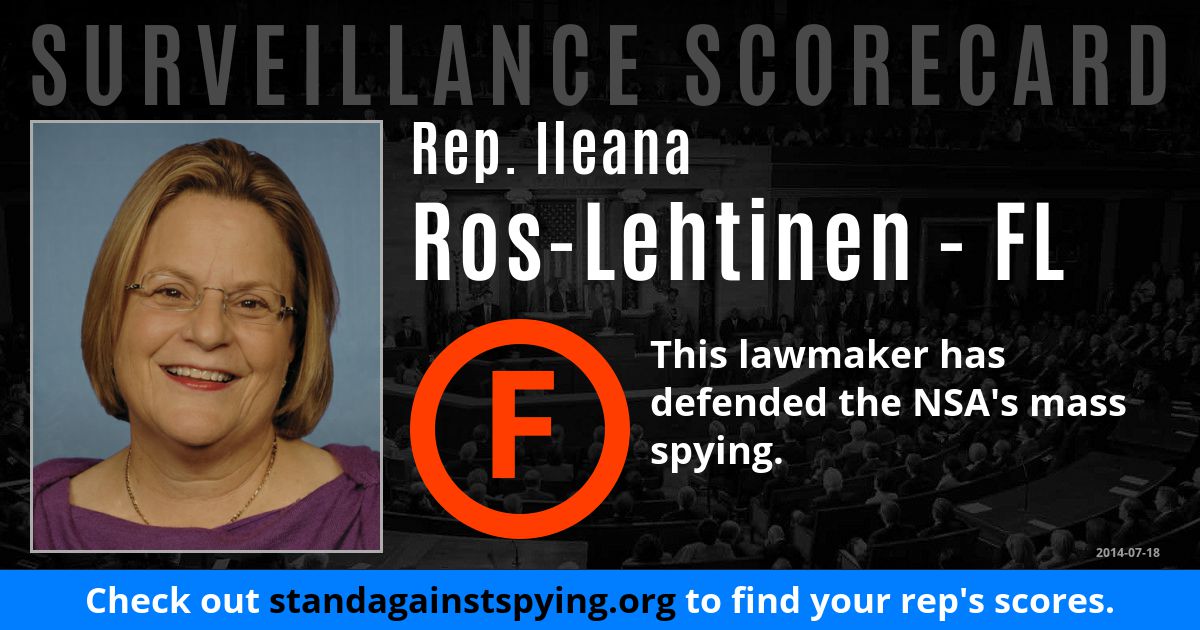 SURVEILLANCE SCORECARD
Rep. Ileana
Ros-Lehtinen - FL
F
This lawmaker has
defended the NSA's mass
spying.
2014-07-18
Check out standagainstspying.org to find your rep's scores.